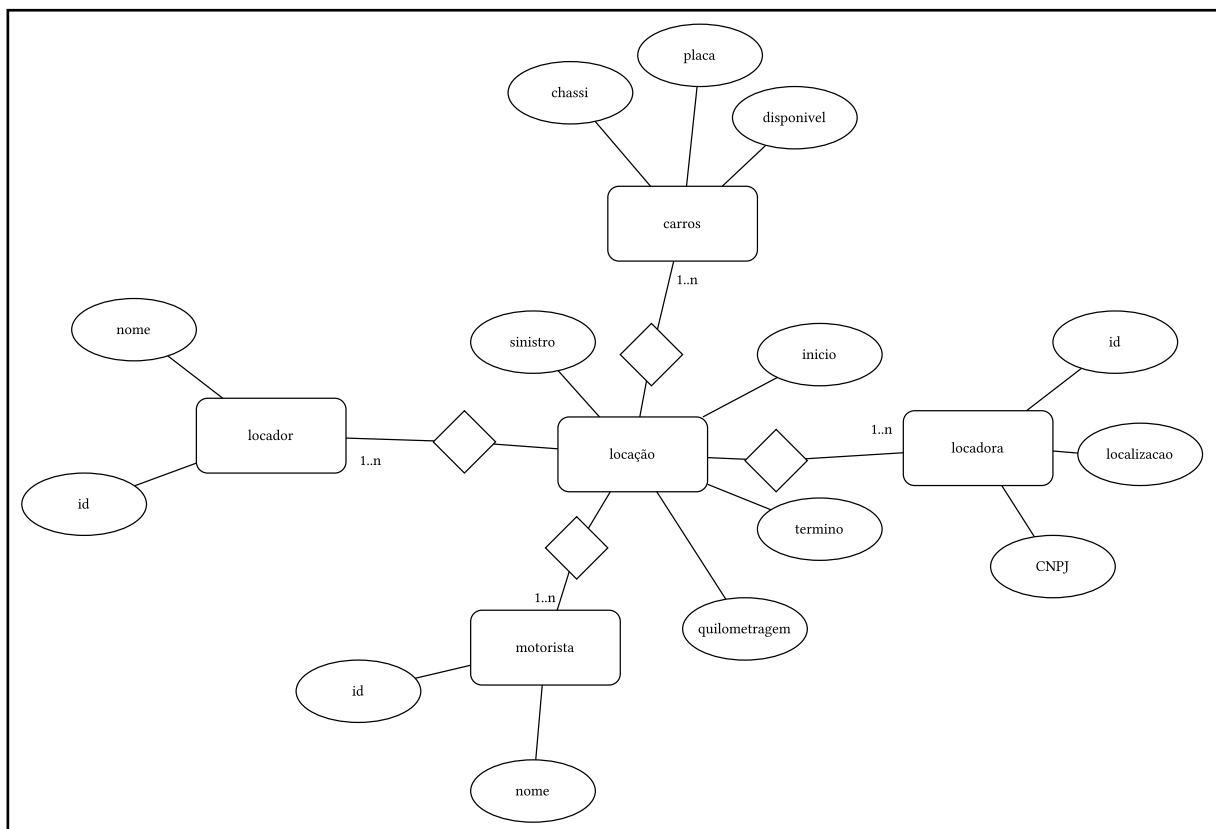 placa
chassi
disponivel
carros
1..n
nome
sinistro
inicio
id
locador
1..n
locação
1..n
locadora
localizacao
id
termino
CNPJ
1..n
quilometragem
motorista
id
nome